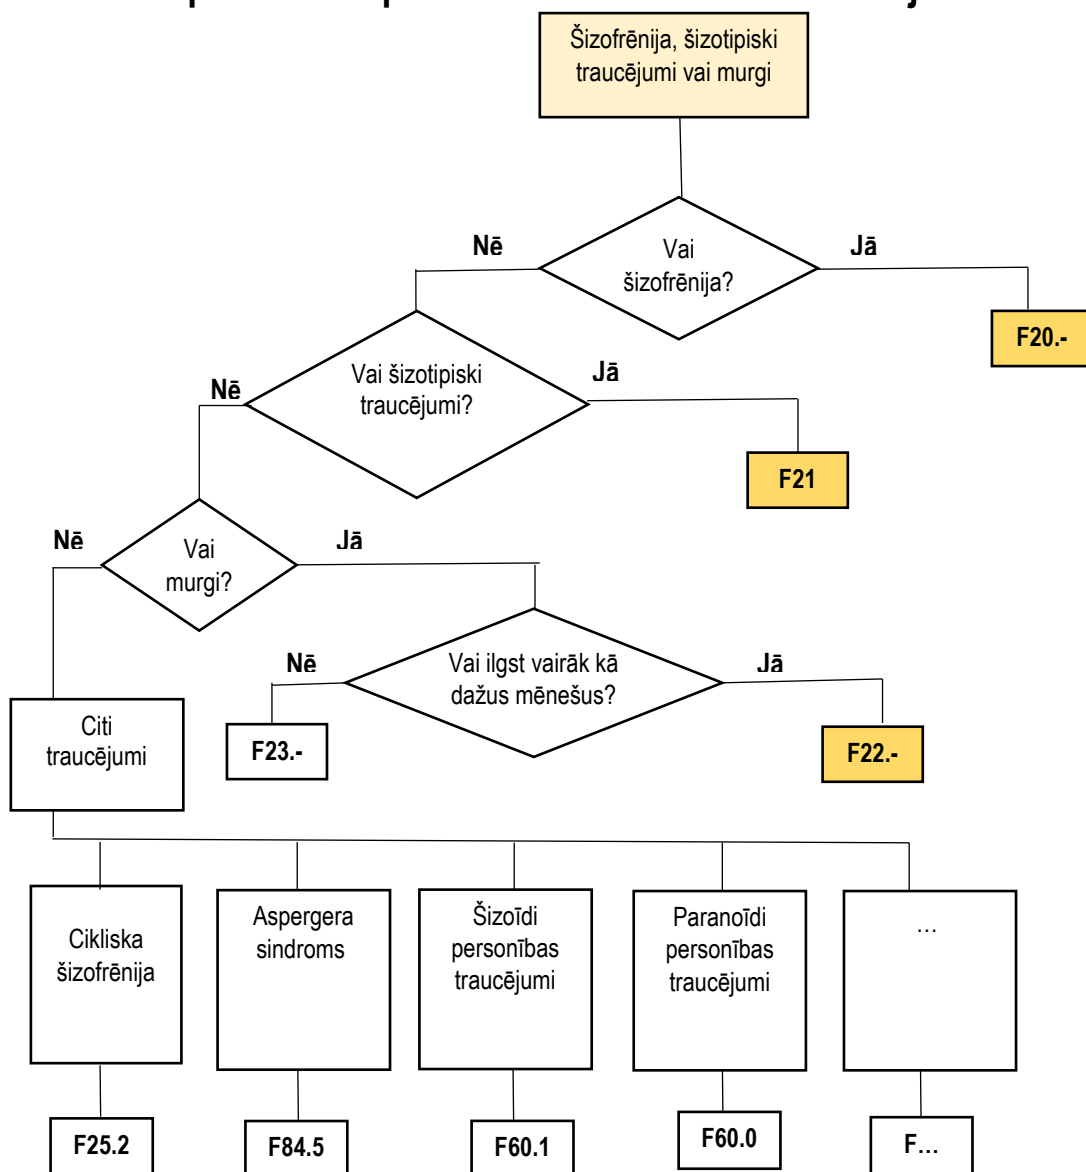 Šizofrēnija, šizotipiski
traucējumi vai murgi
Nē
Vai
šizofrēnija?
Jā
F20.-
Nē
Vai šizotipiski
traucējumi?
Jā
F21
Nē
Vai
murgi?
Jā
Nē
Vai ilgst vairāk kā
dažus mēnešus?
Jā
Citi
traucējumi
F23.-
F22.-
Cikliska
šizofrēnija
Aspergera
sindroms
Šizoīdi
personības
traucējumi
Paranoīdi
personības
traucējumi
…
F25.2
F84.5
F60.1
F60.0
F…